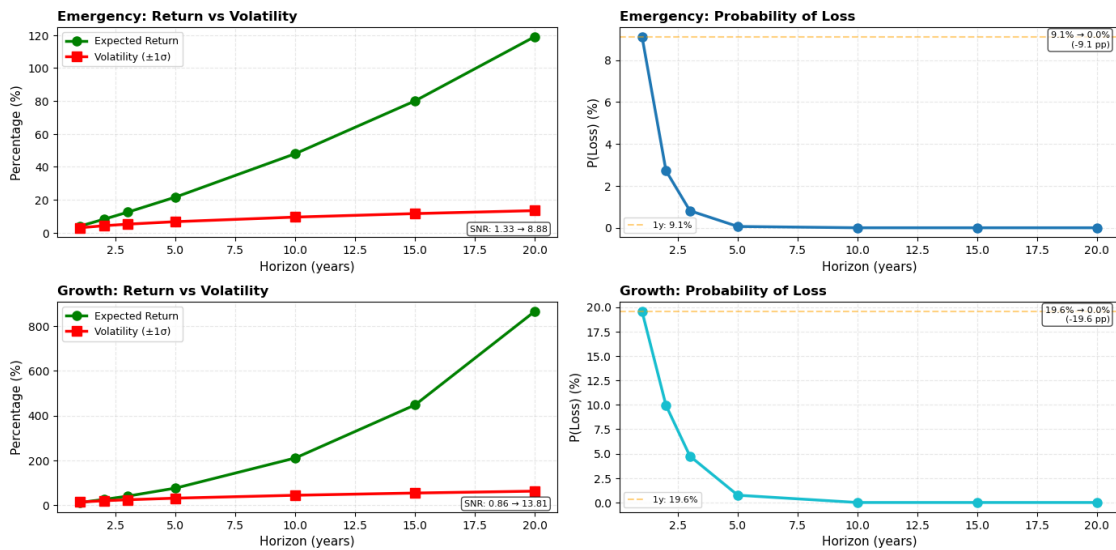 Emergency: Return vs Volatility
Percentage (%)
120
100
80
60
40
20
0
Expected Return
Volatility (±1σ)
SNR: 1.33 → 8.88
2.5 5.0 7.5 10.0 12.5 15.0 17.5 20.0
Horizon (years)
Emergency: Probability of Loss
P(Loss) (%)
8
6
4
2
0
9.1% → 0.0%
(-9.1 pp)
1y: 9.1%
2.5 5.0 7.5 10.0 12.5 15.0 17.5 20.0
Horizon (years)
Growth: Return vs Volatility
Percentage (%)
800
600
400
200
0
Expected Return
Volatility (±1σ)
SNR: 0.86 → 13.81
2.5 5.0 7.5 10.0 12.5 15.0 17.5 20.0
Horizon (years)
Growth: Probability of Loss
P(Loss) (%)
20.0
17.5
15.0
12.5
10.0
7.5
5.0
2.5
0.0
19.6% → 0.0%
(-19.6 pp)
1y: 19.6%
2.5 5.0 7.5 10.0 12.5 15.0 17.5 20.0
Horizon (years)